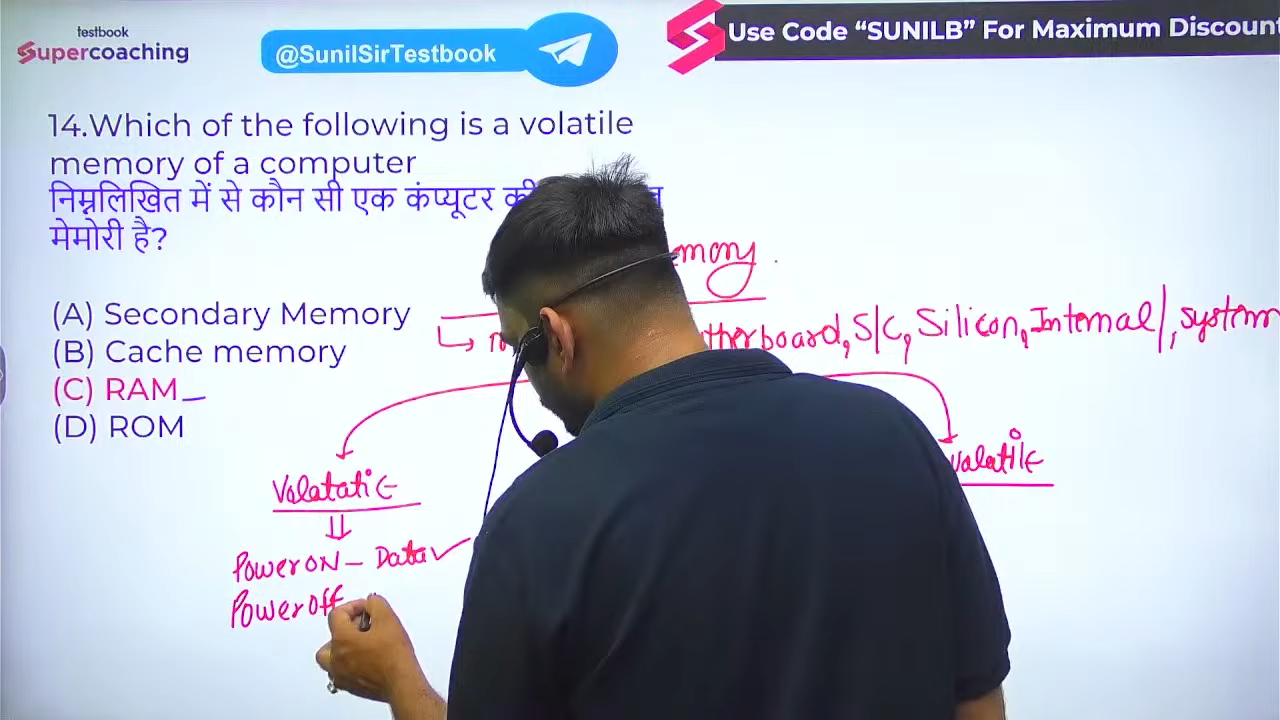 testbook
Supercoaching
@SunilSirTestbook
Use Code “SUNILB” For Maximum Discount
14.Which of the following is a volatile
memory of a computer
निम्नलिखित में से कौन सी एक कंप्यूटर की
मेमोरी है?
(A) Secondary Memory
(B) Cache memory
(C) RAM
(D) ROM
emory
therboard, S/C, Silicon, Internal/, system
Volatatile
volatile
Power ON - Data ✓
Power Off